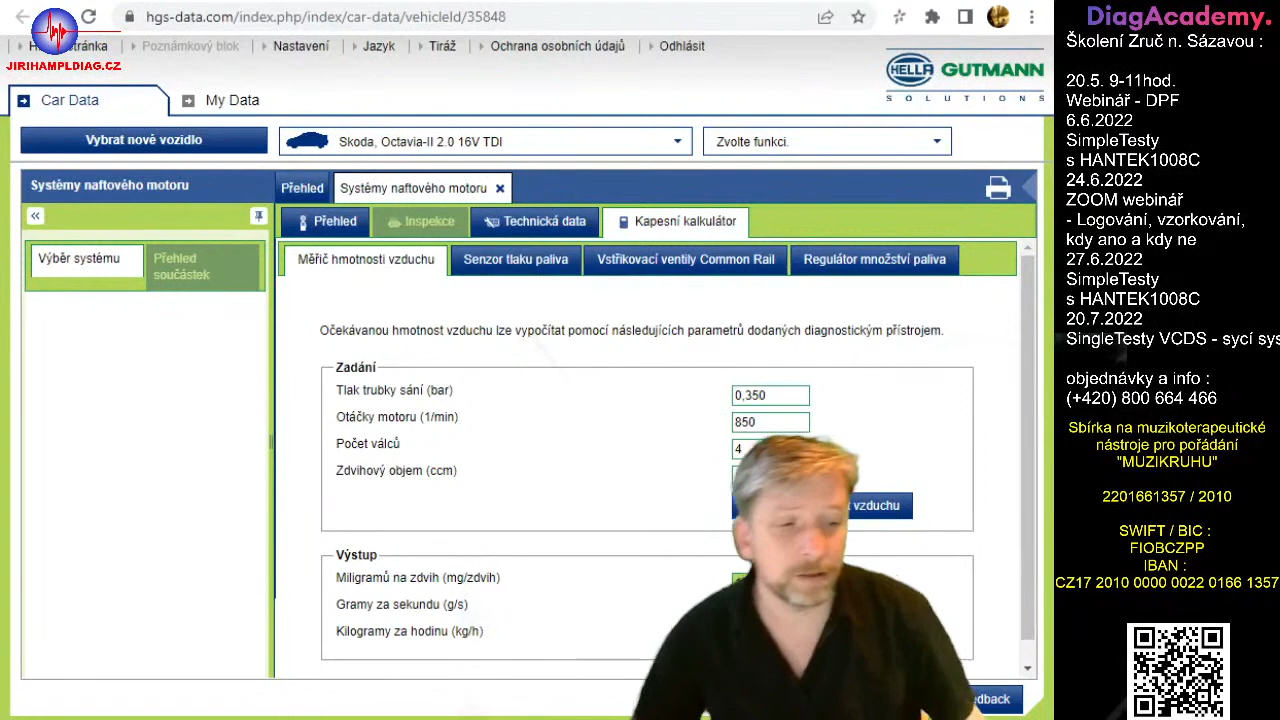 hgs-data.com/index.php/index/car-data/vehicleId/35848
JIRIHAMPLDIAG.CZ
Poznámkový blok
Nastavení
Jazyk
Tiráž
Ochrana osobních údajů
Odhlásit
HELLA GUTMANN
SOLUTIONS
Car Data
My Data
Vybrat nové vozidlo
Skoda, Octavia-II 2.0 16V TDI
Zvolte funkci.
Systémy naftového motoru
Přehled
Systémy naftového motoru
Přehled
Inspekce
Technická data
Kapesní kalkulátor
Výběr systému
Přehled
součástek
Měřič hmotnosti vzduchu
Senzor tlaku paliva
Vstřikovací ventily Common Rail
Regulátor množství paliva
Očekávanou hmotnost vzduchu lze vypočítat pomocí následujících parametrů dodaných diagnostickým přístrojem.
Zadání
Tlak trubky sání (bar)
0,350
Otáčky motoru (1/min)
850
Počet válců
4
Zdvihový objem (ccm)
vzduchu
Výstup
Miligramů na zdvih (mg/zdvih)
Gramy za sekundu (g/s)
Kilogramy za hodinu (kg/h)
DiagAcademy.
Školení Zruč n. Sázavou :
20.5. 9-11hod.
Webinář - DPF
6.6.2022
SimpleTesty
s HANTEK1008C
24.6.2022
ZOOM webinář
- Logování, vzorkování,
kdy ano a kdy ne
27.6.2022
SimpleTesty
s HANTEK1008C
20.7.2022
SingleTesty VCDS - sycí sys
objednávky a info :
(+420) 800 664 466
Sbírka na muzikoterapeutické
nástroje pro pořádání
"MUZIKRUHU"
2201661357 / 2010
SWIFT / BIC :
FIOBCZPP
IBAN :
CZ17 2010 0000 0022 0166 1357